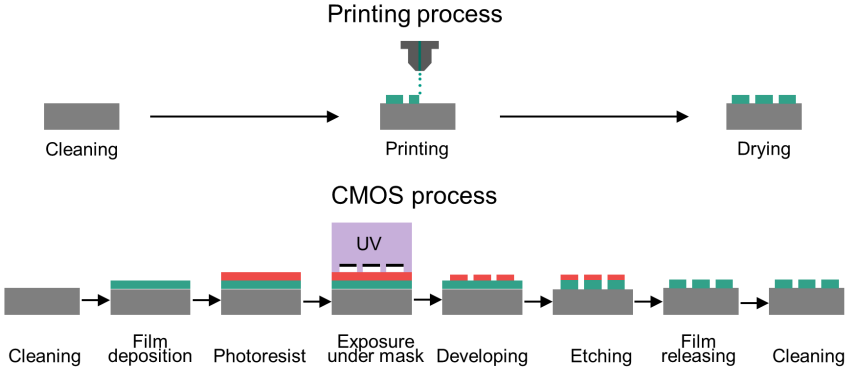 Printing process
Cleaning
Printing
Drying
CMOS process
UV
Cleaning
Film
deposition
Photoresist
Exposure
under mask
Developing
Etching
Film
releasing
Cleaning